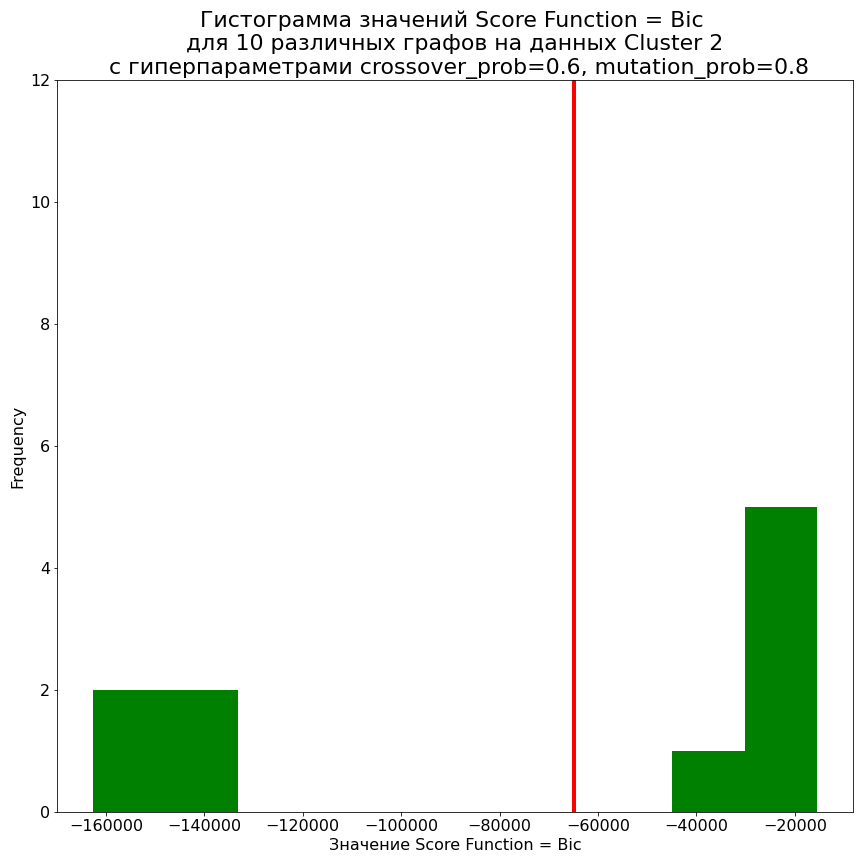 Гистограмма значений Score Function = Bic
для 10 различных графов на данных Cluster 2
с гиперпараметрами crossover_prob=0.6, mutation_prob=0.8
12
10
8
6
4
2
0
Frequency
−160000 −140000 −120000 −100000 −80000 −60000 −40000 −20000
Значение Score Function = Bic